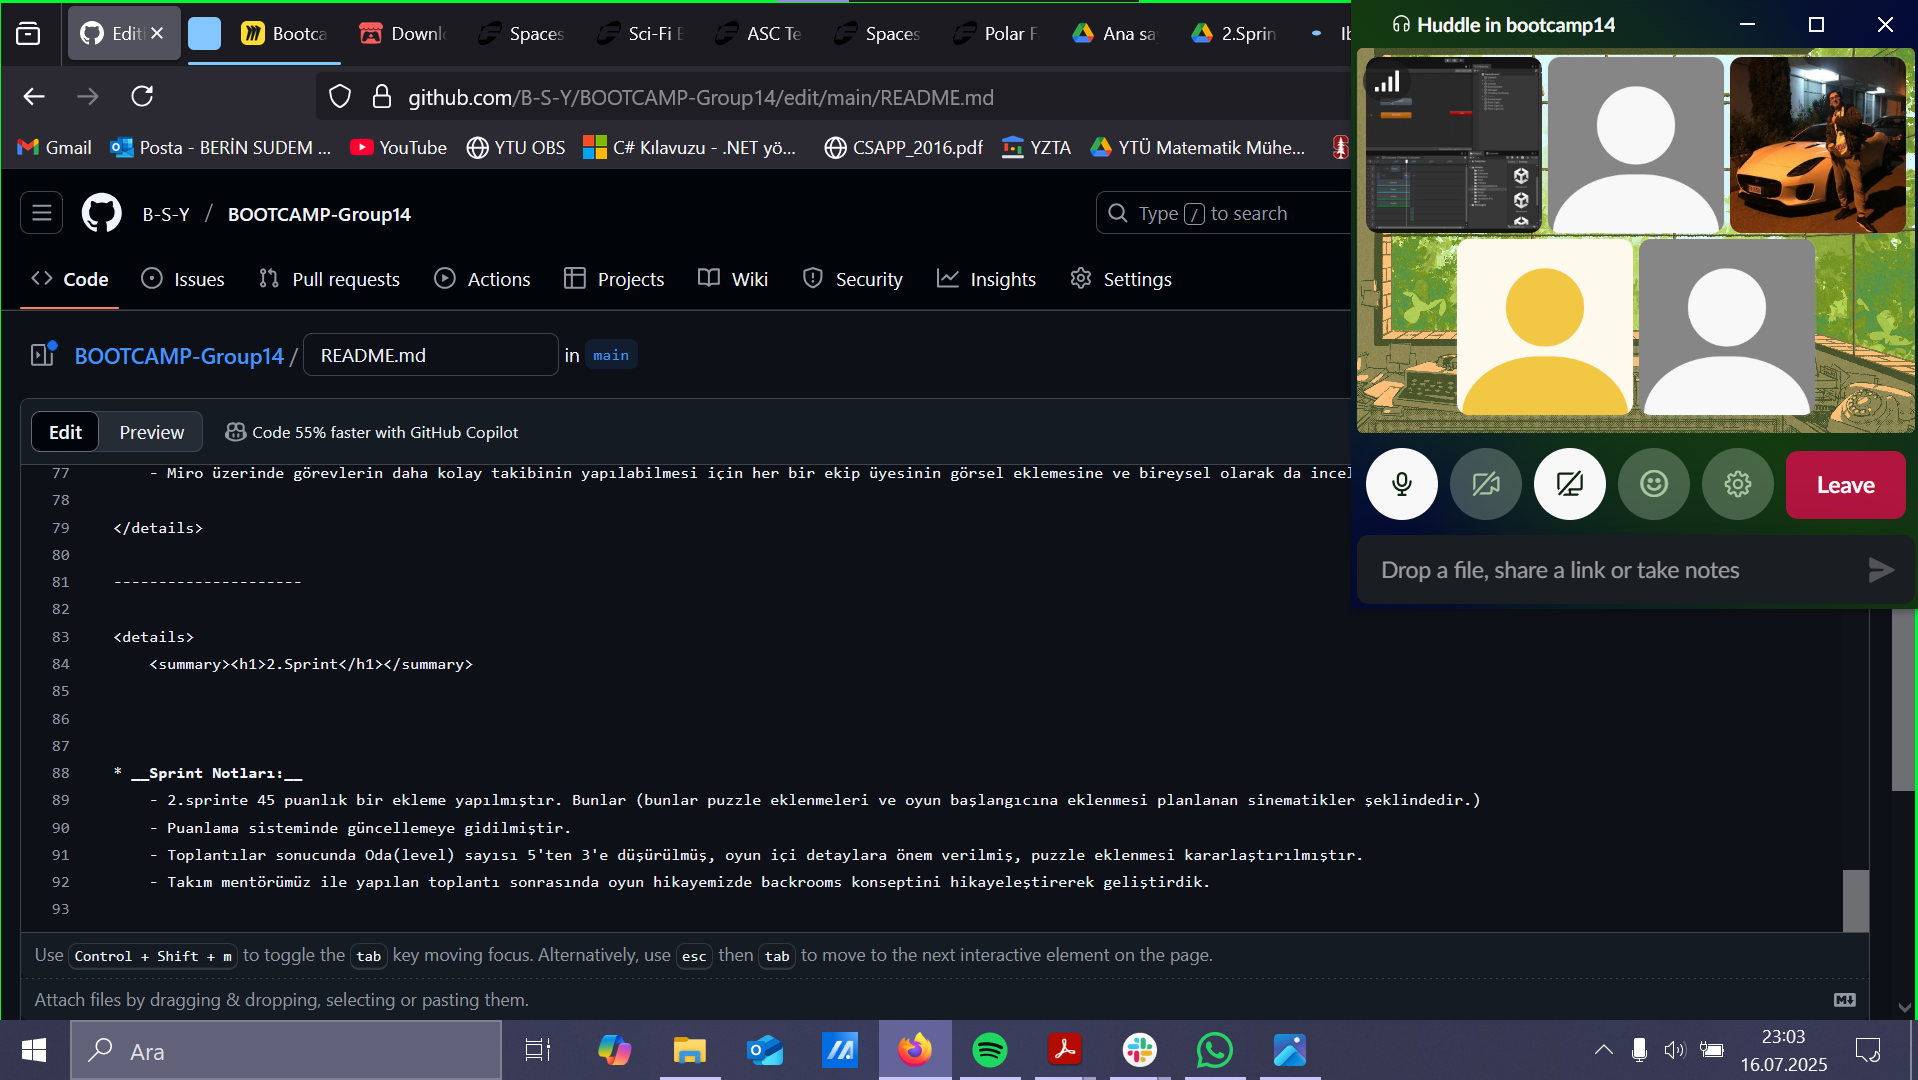 Editi
Bootca
Downlo
Spaces
Sci-Fi E
ASC Te
Spaces
Polar F
Ana say
2.Sprin
Huddle in bootcamp14
github.com/B-S-Y/BOOTCAMP-Group14/edit/main/README.md
Gmail
Posta - BERİN SUDEM ...
YouTube
YTU OBS
C# Kılavuzu - .NET yö...
CSAPP_2016.pdf
YZTA
YTÜ Matematik Mühe...
B-S-Y / BOOTCAMP-Group14
Type / to search
Code
Issues
Pull requests
Actions
Projects
Wiki
Security
Insights
Settings
BOOTCAMP-Group14 / README.md in main
Edit
Preview
Code 55% faster with GitHub Copilot
Leave
Drop a file, share a link or take notes
77 - Miro üzerinde görevlerin daha kolay takibinin yapılabilmesi için her bir ekip üyesinin görsel eklemesine ve bireysel olarak da incel
78
79 </details>
80
81 ---------------------
82
83 <details>
84 <summary><h1>2.Sprint</h1></summary>
85
86
87
88 * __Sprint Notları:__
89 - 2.sprinte 45 puanlık bir ekleme yapılmıştır. Bunlar (bunlar puzzle eklenmeleri ve oyun başlangıcına eklenmesi planlanan sinematikler şeklindedir.)
90 - Puanlama sisteminde güncellemeye gidilmiştir.
91 - Toplantılar sonucunda Oda(level) sayısı 5'ten 3'e düşürülmüş, oyun içi detaylara önem verilmiş, puzzle eklenmesi kararlaştırılmıştır.
92 - Takım mentörümüz ile yapılan toplantı sonrasında oyun hikayemizde backrooms konseptini hikayeleştirerek geliştirdik.
93
Use Control + Shift + m to toggle the tab key moving focus. Alternatively, use esc then tab to move to the next interactive element on the page.
Attach files by dragging & dropping, selecting or pasting them.
Ara
23:03
16.07.2025